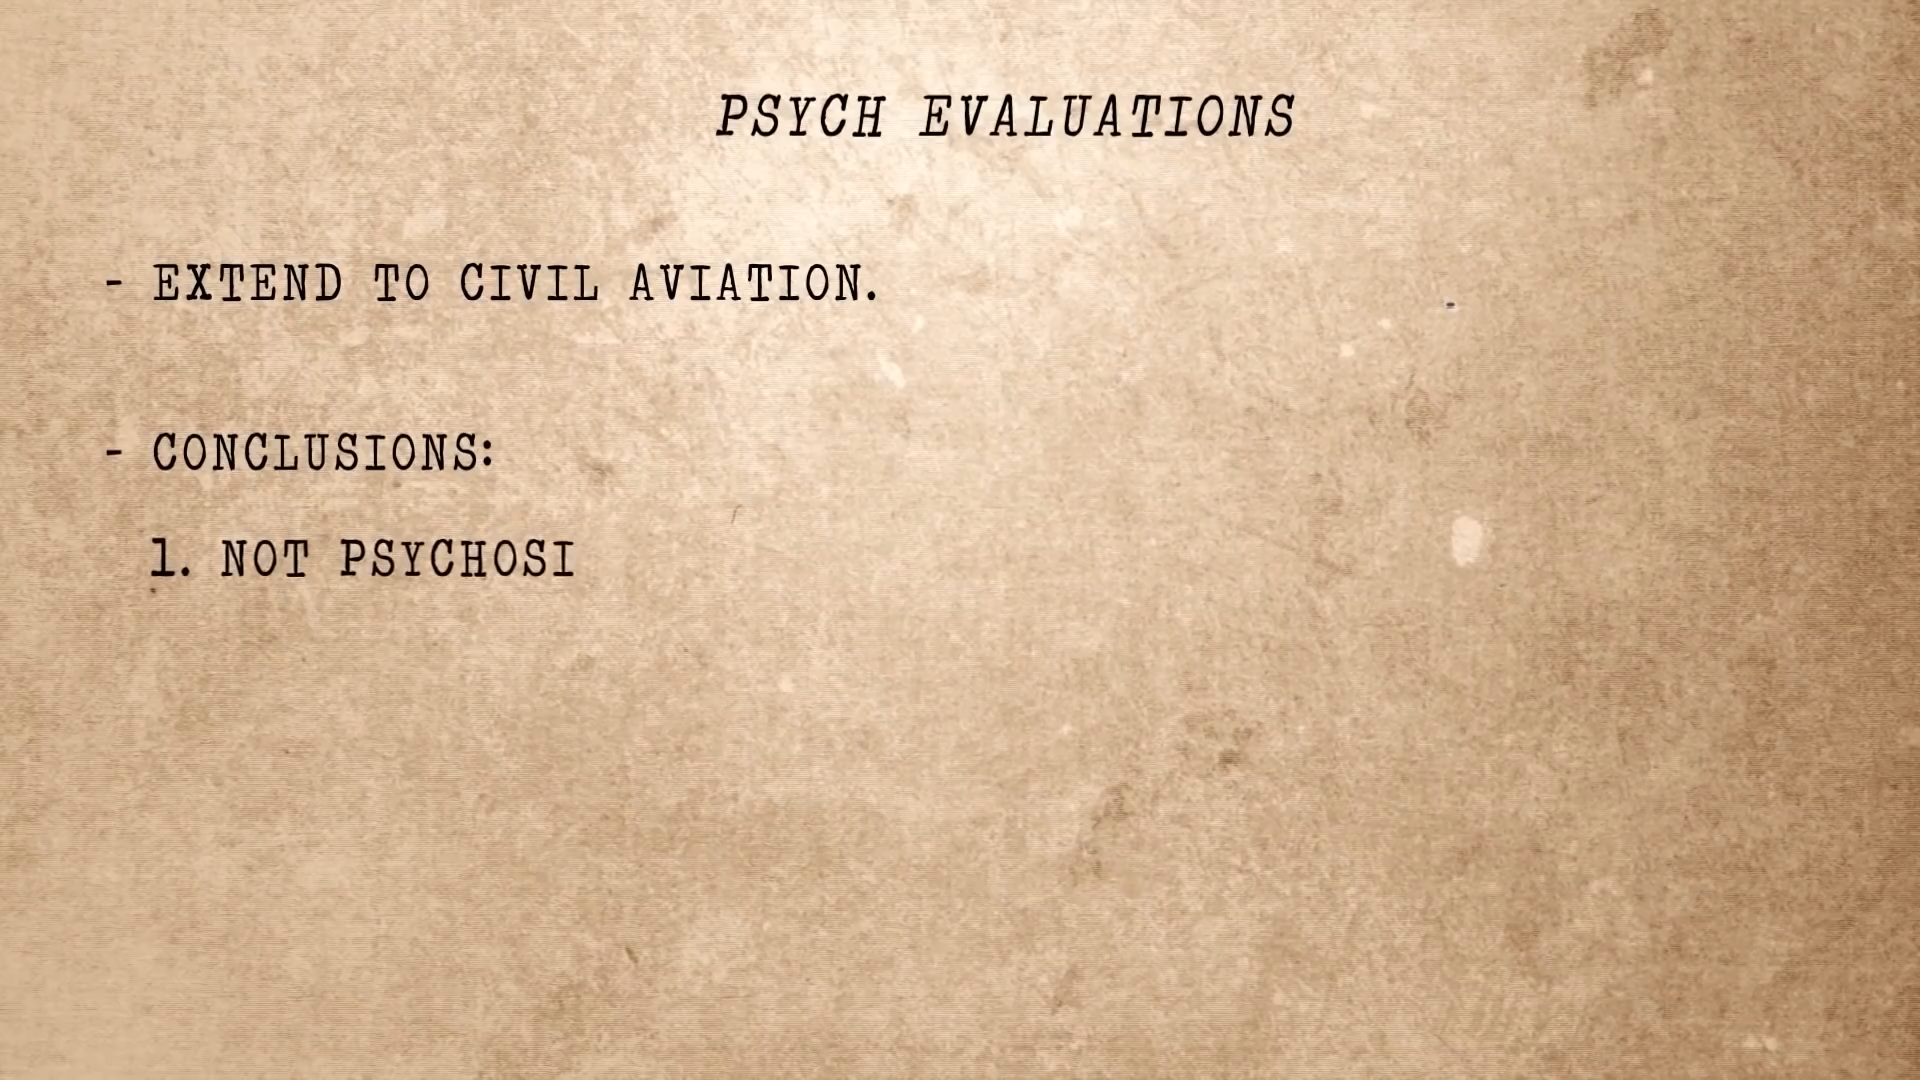 PSYCH EVALUATIONS
- EXTEND TO CIVIL AVIATION.
- CONCLUSIONS:
1. NOT PSYCHOSI